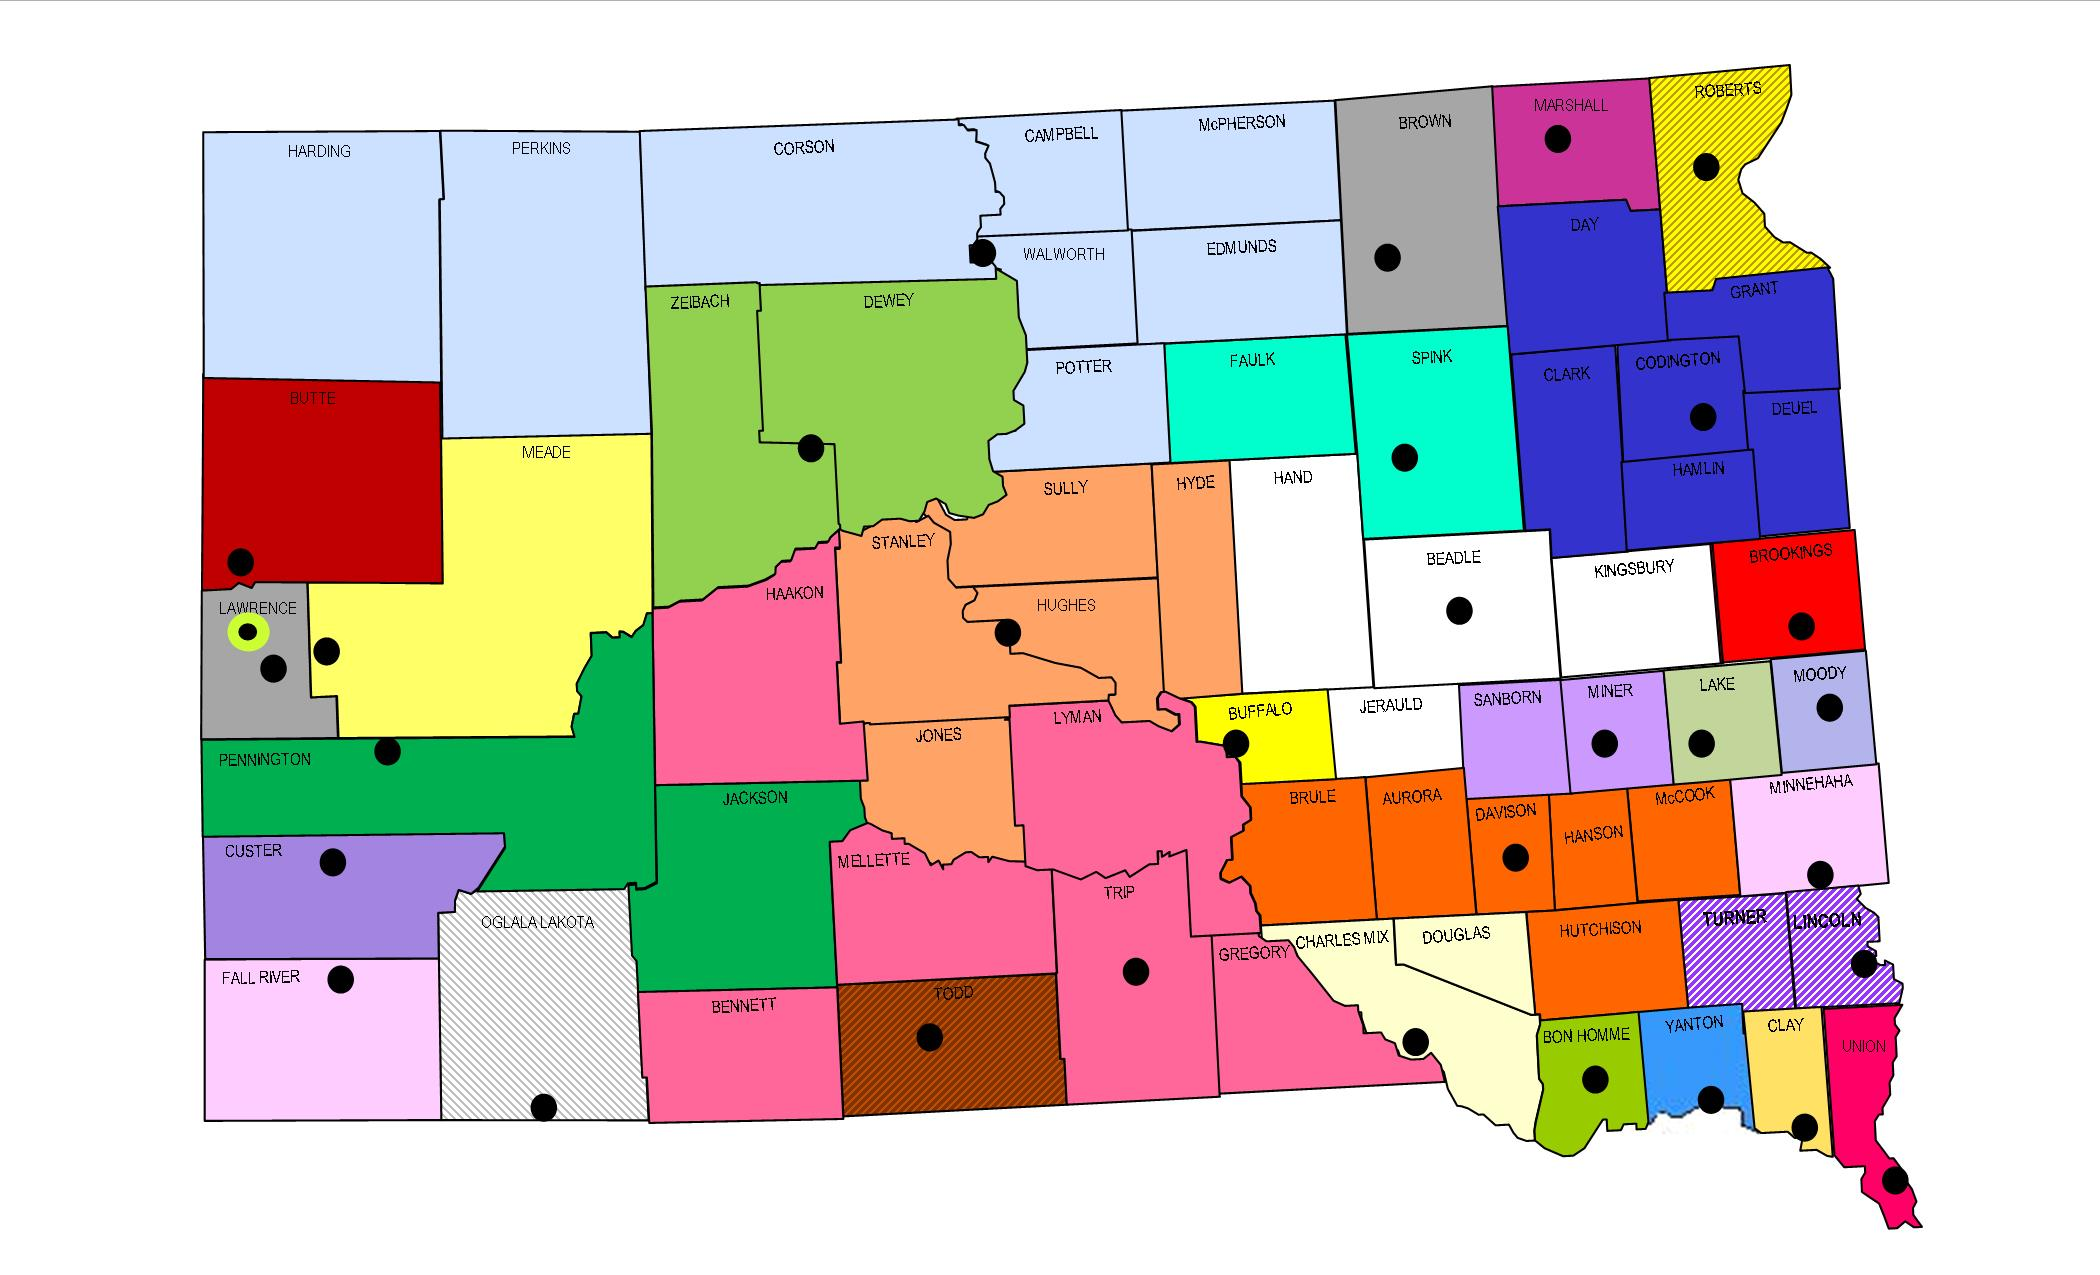 ROBERTS
MARSHALL
BROWN
McPHERSON
CAMPBELL
CORSON
PERKINS
HARDING
DAY
EDMUNDS
WALWORTH
GRANT
DEWEY
ZEIBACH
SPINK
FAULK
POTTER
CODINGTON
CLARK
DEUEL
BUTTE
MEADE
HAMLIN
HAND
HYDE
SULLY
STANLEY
BEADLE
BROOKINGS
KINGSBURY
HAAKON
HUGHES
LAWRENCE
MOODY
LAKE
MINER
SANBORN
JERAULD
BUFFALO
LYMAN
JONES
PENNINGTON
MINNEHAHA
McCOOK
AURORA
BRULE
JACKSON
DAVISON
HANSON
CUSTER
MELLETTE
TRIP
LINCOLN
TURNER
HUTCHISON
DOUGLAS
CHARLES MIX
OGLALA LAKOTA
GREGORY
FALL RIVER
TODD
BENNETT
BON HOMME
YANTON
CLAY
UNION